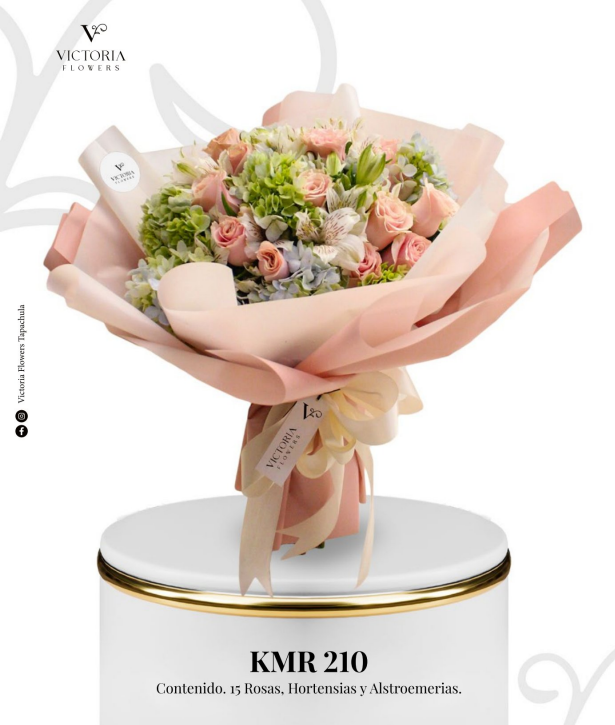 VICTORIA
FLOWERS
VICTORIA
FLOWERS
Victoria Flowers Tapachula
VICTORIA
FLOWERS
KMR 210
Contenido. 15 Rosas, Hortensias y Alstroemerias.